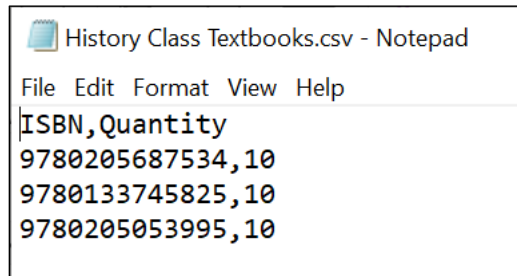 History Class Textbooks.csv - Notepad
File Edit Format View Help
ISBN,Quantity
9780205687534,10
9780133745825,10
9780205053995,10